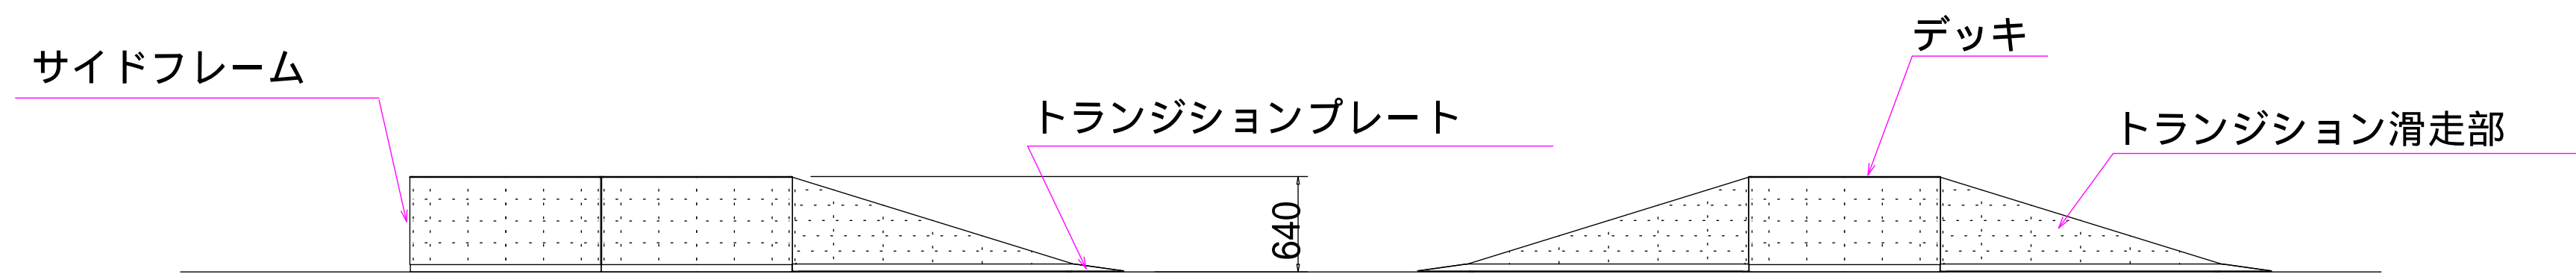 サイドフレーム
トランジションプレート
640
デッキ
トランジション滑走部